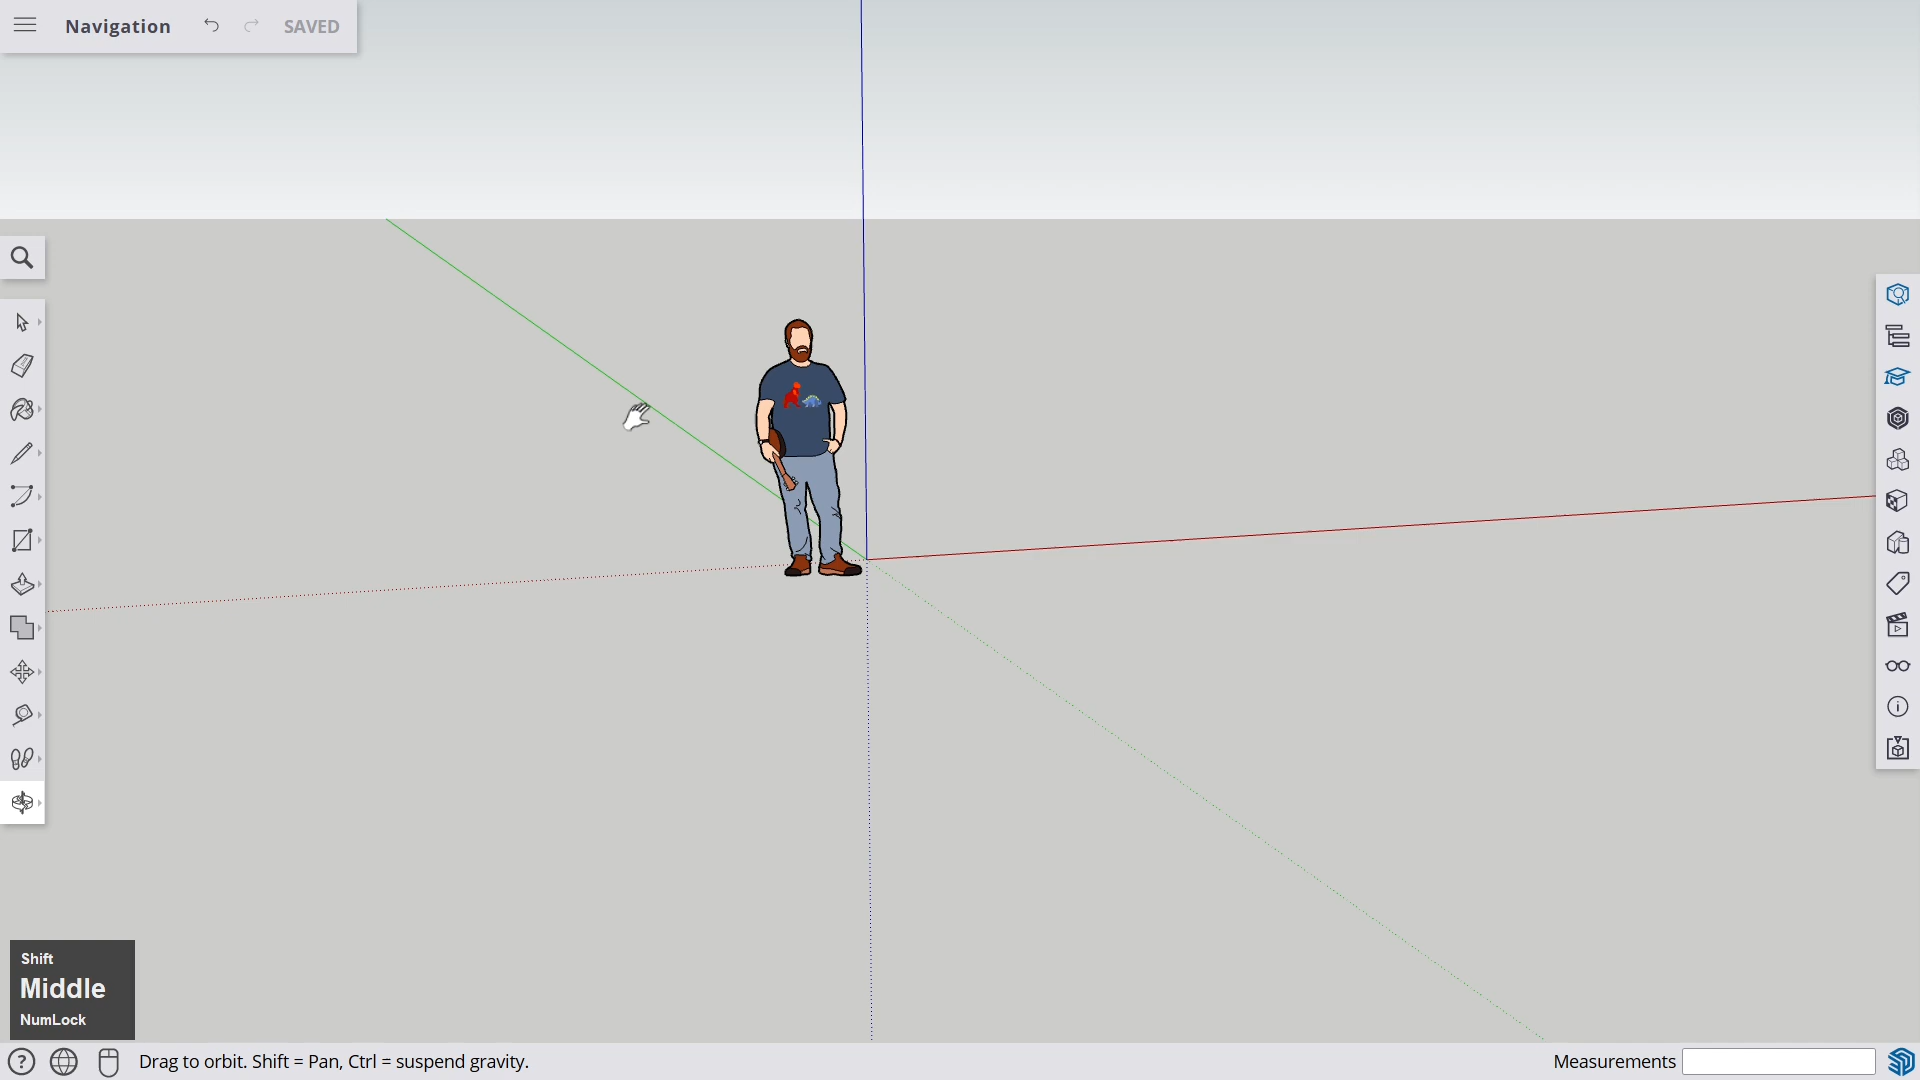 Navigation
SAVED
Shift
Middle
NumLock
Drag to orbit. Shift = Pan, Ctrl = suspend gravity.
Measurements